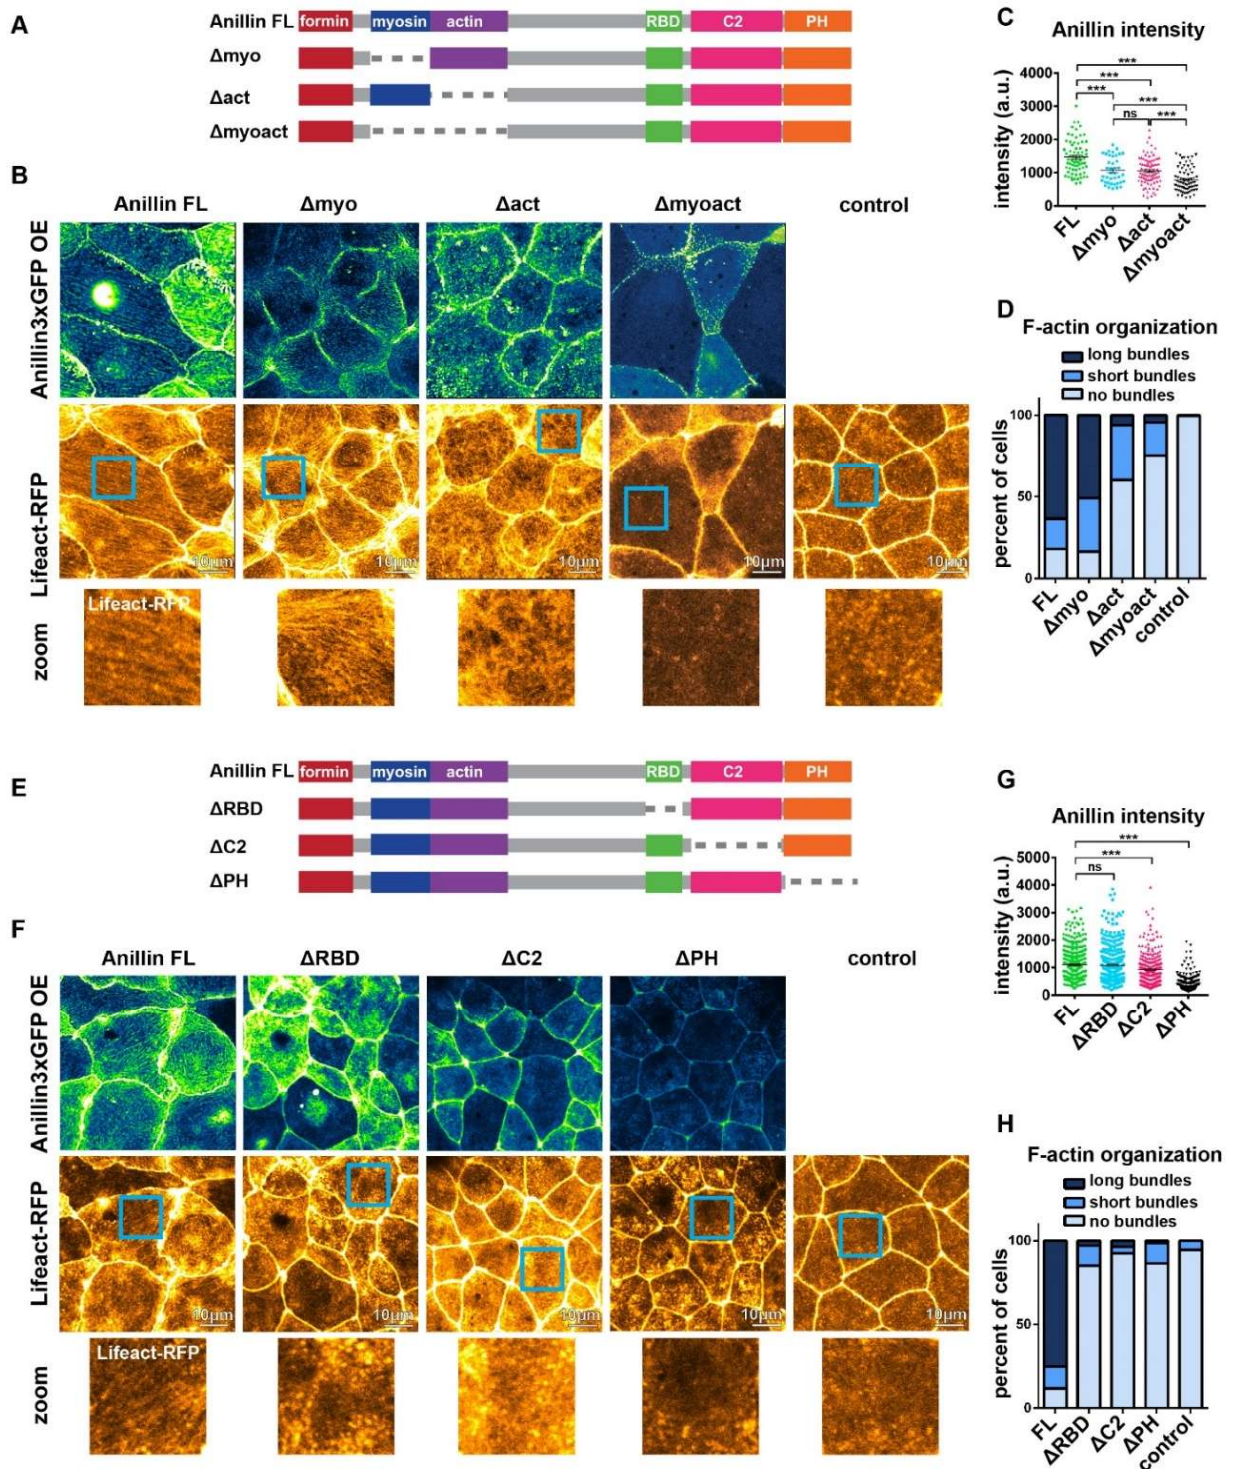 A
Anillin FL formin myosin actin RBD C2 PH
Δmyo
Δact
Δmyoact
B
Anillin FL Δmyo Δact Δmyoact control
Anillin3xGFP OE
Lifeact-RFP
10μm 10μm 10μm 10μm 10μm
zoom
Lifeact-RFP
C
Anillin intensity
intensity (a.u.)
4000
3000
2000
1000
0
***
***
***
***
ns ***
FL Δmyo Δact Δmyoact
D
F-actin organization
long bundles
short bundles
no bundles
percent of cells
100
50
0
FL Δmyo Δact Δmyoact control
E
Anillin FL formin myosin actin RBD C2 PH
ΔRBD
ΔC2
ΔPH
F
Anillin FL ΔRBD ΔC2 ΔPH control
Anillin3xGFP OE
Lifeact-RFP
10μm 10μm 10μm 10μm 10μm
zoom
Lifeact-RFP
G
Anillin intensity
intensity (a.u.)
5000
4000
3000
2000
1000
0
***
***
ns
FL ΔRBD ΔC2 ΔPH
H
F-actin organization
long bundles
short bundles
no bundles
percent of cells
100
50
0
FL ΔRBD ΔC2 ΔPH control